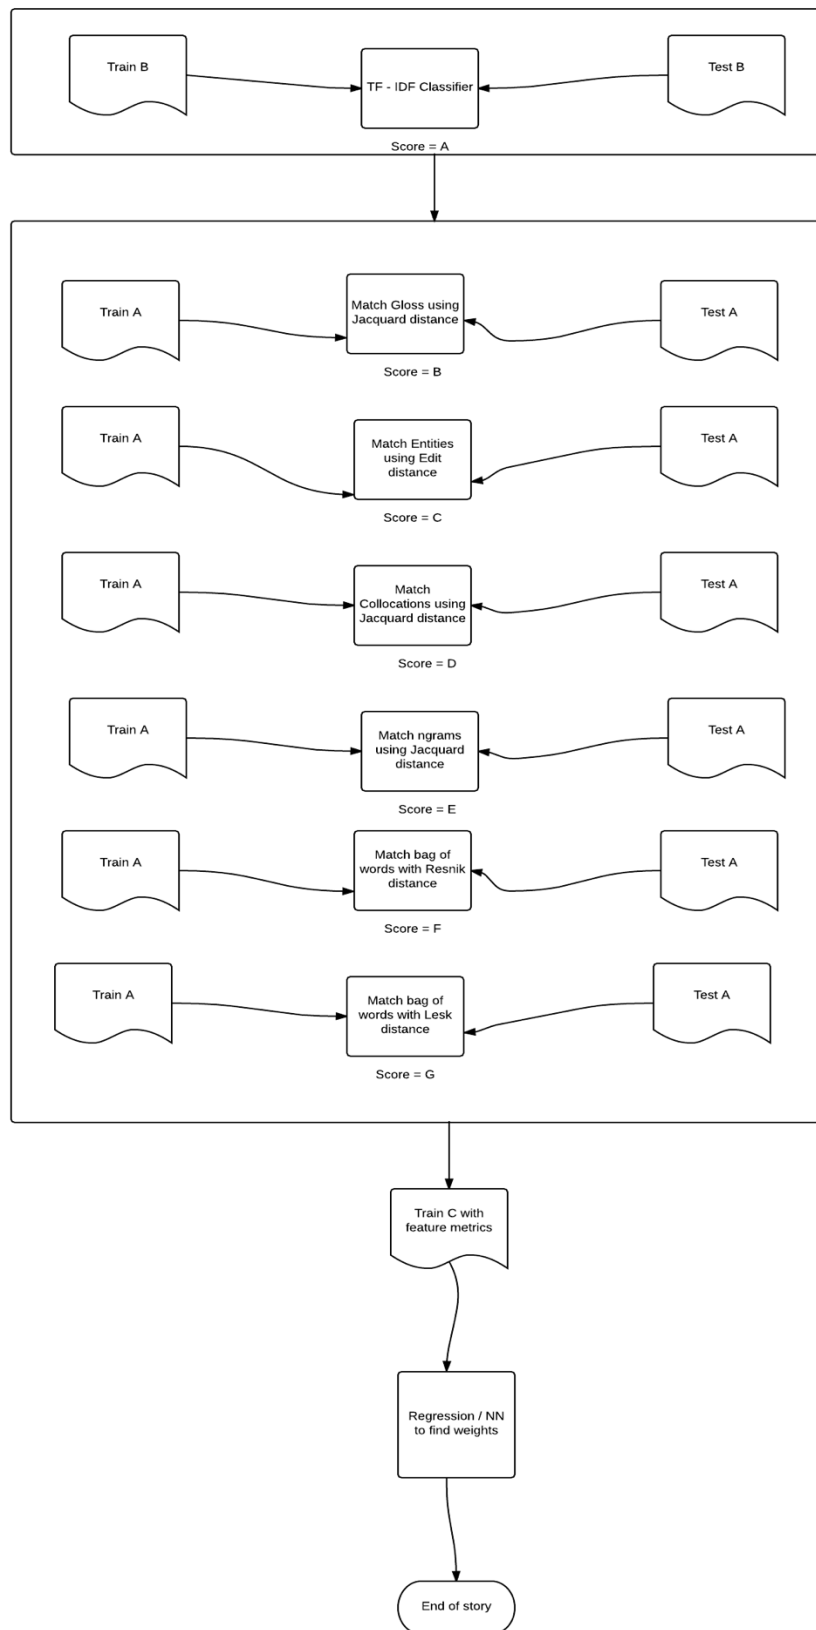 Train B
TF - IDF Classifier
Test B
Score = A
Train A
Match Gloss using
Jacquard distance
Test A
Score = B
Train A
Match Entities
using Edit
distance
Test A
Score = C
Train A
Match
Collocations using
Jacquard distance
Test A
Score = D
Train A
Match ngrams
using Jacquard
distance
Test A
Score = E
Train A
Match bag of
words with Resnik
distance
Test A
Score = F
Train A
Match bag of
words with Lesk
distance
Test A
Score = G
Train C with
feature metrics
Regression / NN
to find weights
End of story